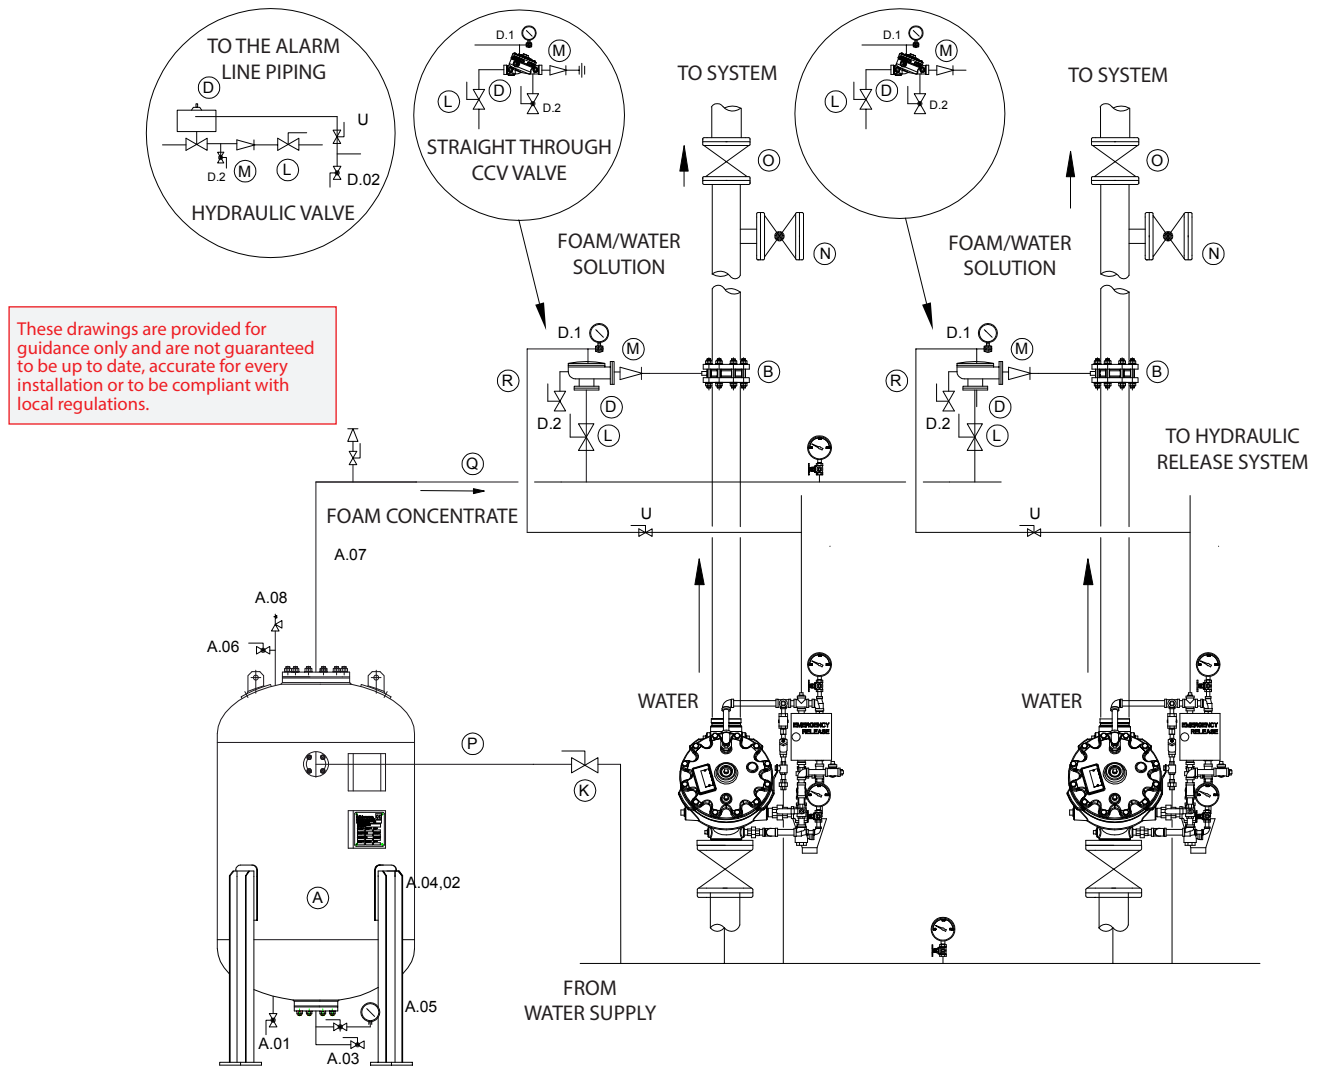 TO THE ALARM
LINE PIPING
D
U
D.2
M
L
D.02
HYDRAULIC VALVE
D.1
M
L
D
D.2
STRAIGHT THROUGH
CCV VALVE
D.1
M
L
D
D.2
TO SYSTEM
O
N
FOAM/WATER
SOLUTION
TO SYSTEM
O
N
FOAM/WATER
SOLUTION
These drawings are provided for
guidance only and are not guaranteed
to be up to date, accurate for every
installation or to be compliant with
local regulations.
D.1
M
R
B
D
D.2
L
D.1
M
R
B
D
D.2
L
TO HYDRAULIC
RELEASE SYSTEM
Q
FOAM CONCENTRATE
U
U
A.07
A.08
A.06
WATER
WATER
EMERGENCY
RELEASE
EMERGENCY
RELEASE
P
K
A.04,02
A
A.05
A.01
A.03
FROM
WATER SUPPLY